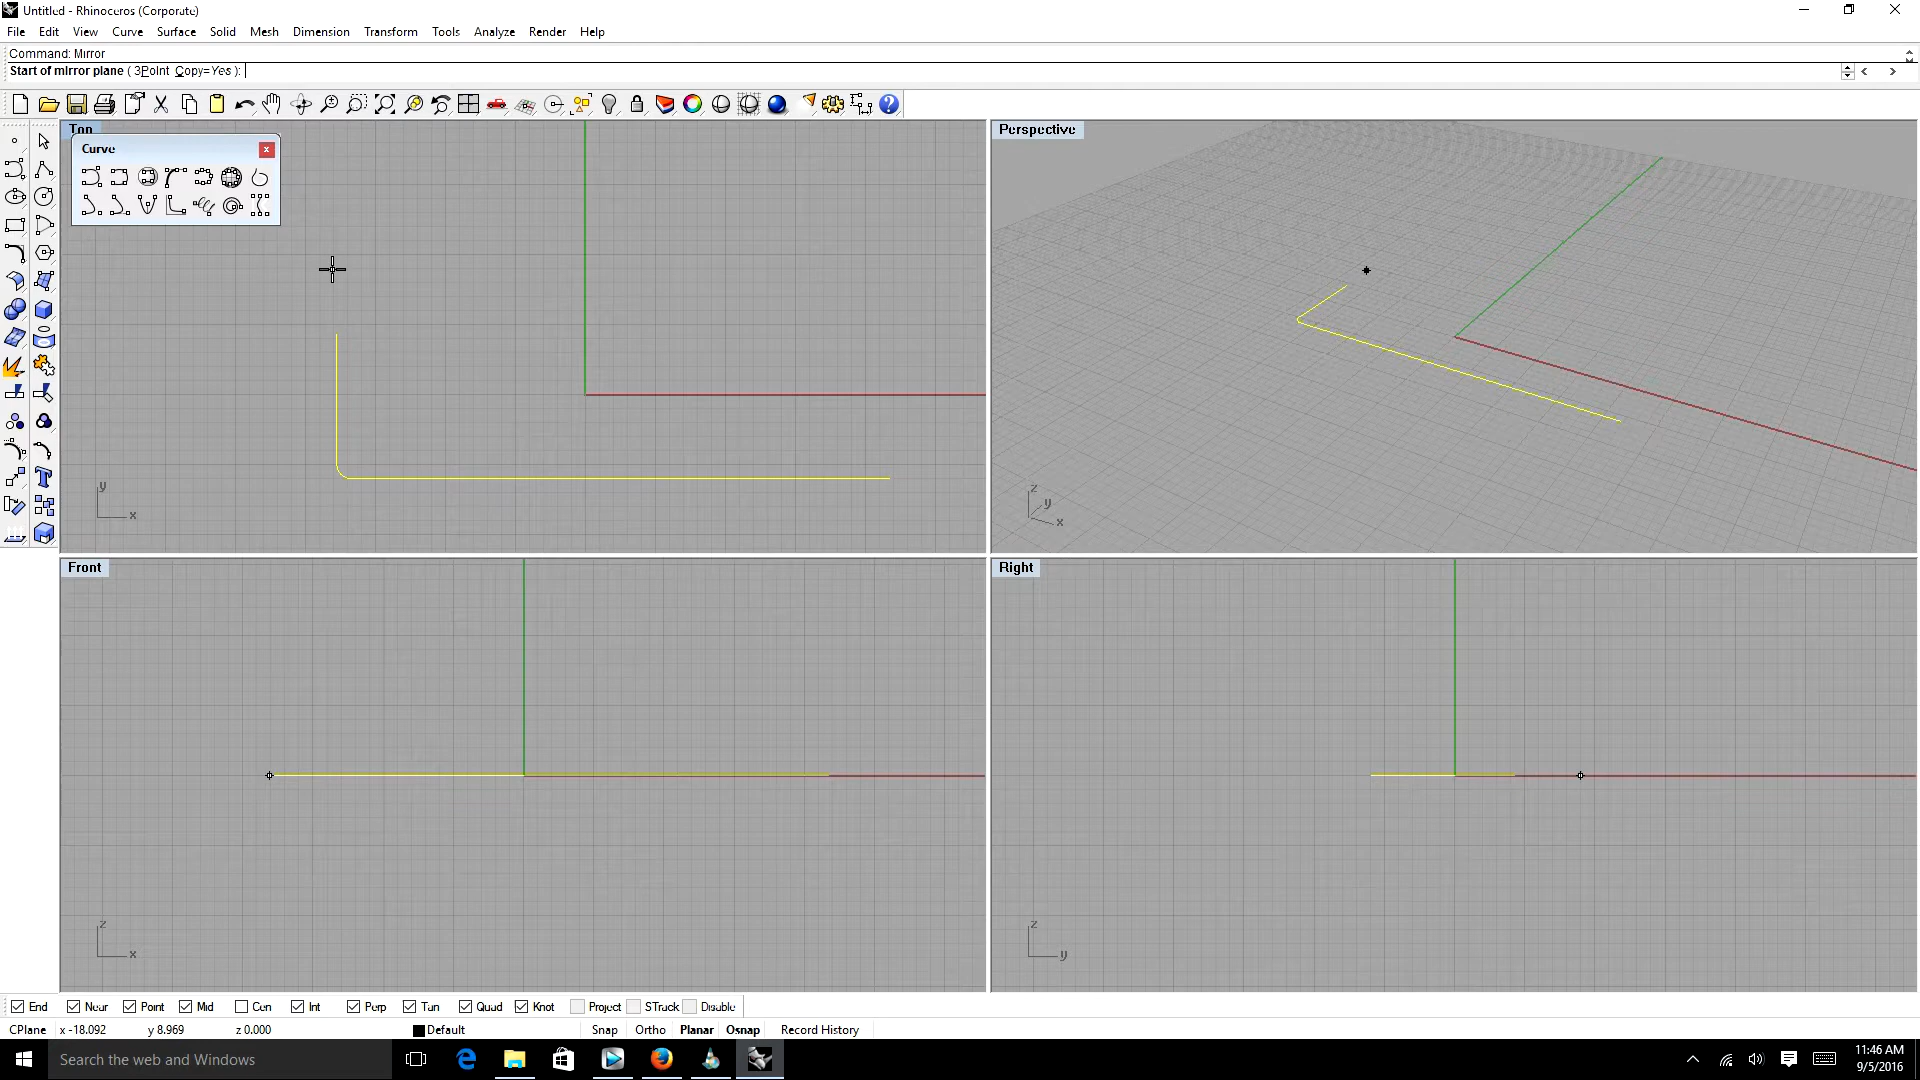 Untitled - Rhinoceros (Corporate)
File Edit View Curve Surface Solid Mesh Dimension Transform Tools Analyze Render Help
Command: Mirror
Start of mirror plane ( 3Point Copy=Yes ):
Top
Perspective
Curve
y
x
z
y
x
Front
Right
z
x
z
y
End Near Point Mid Cen Int Perp Tan Quad Knot Project STrack Disable
CPlane x -18.092 y 8.969 z 0.000 Default Snap Ortho Planar Osnap Record History
Search the web and Windows
11:46 AM
9/5/2016